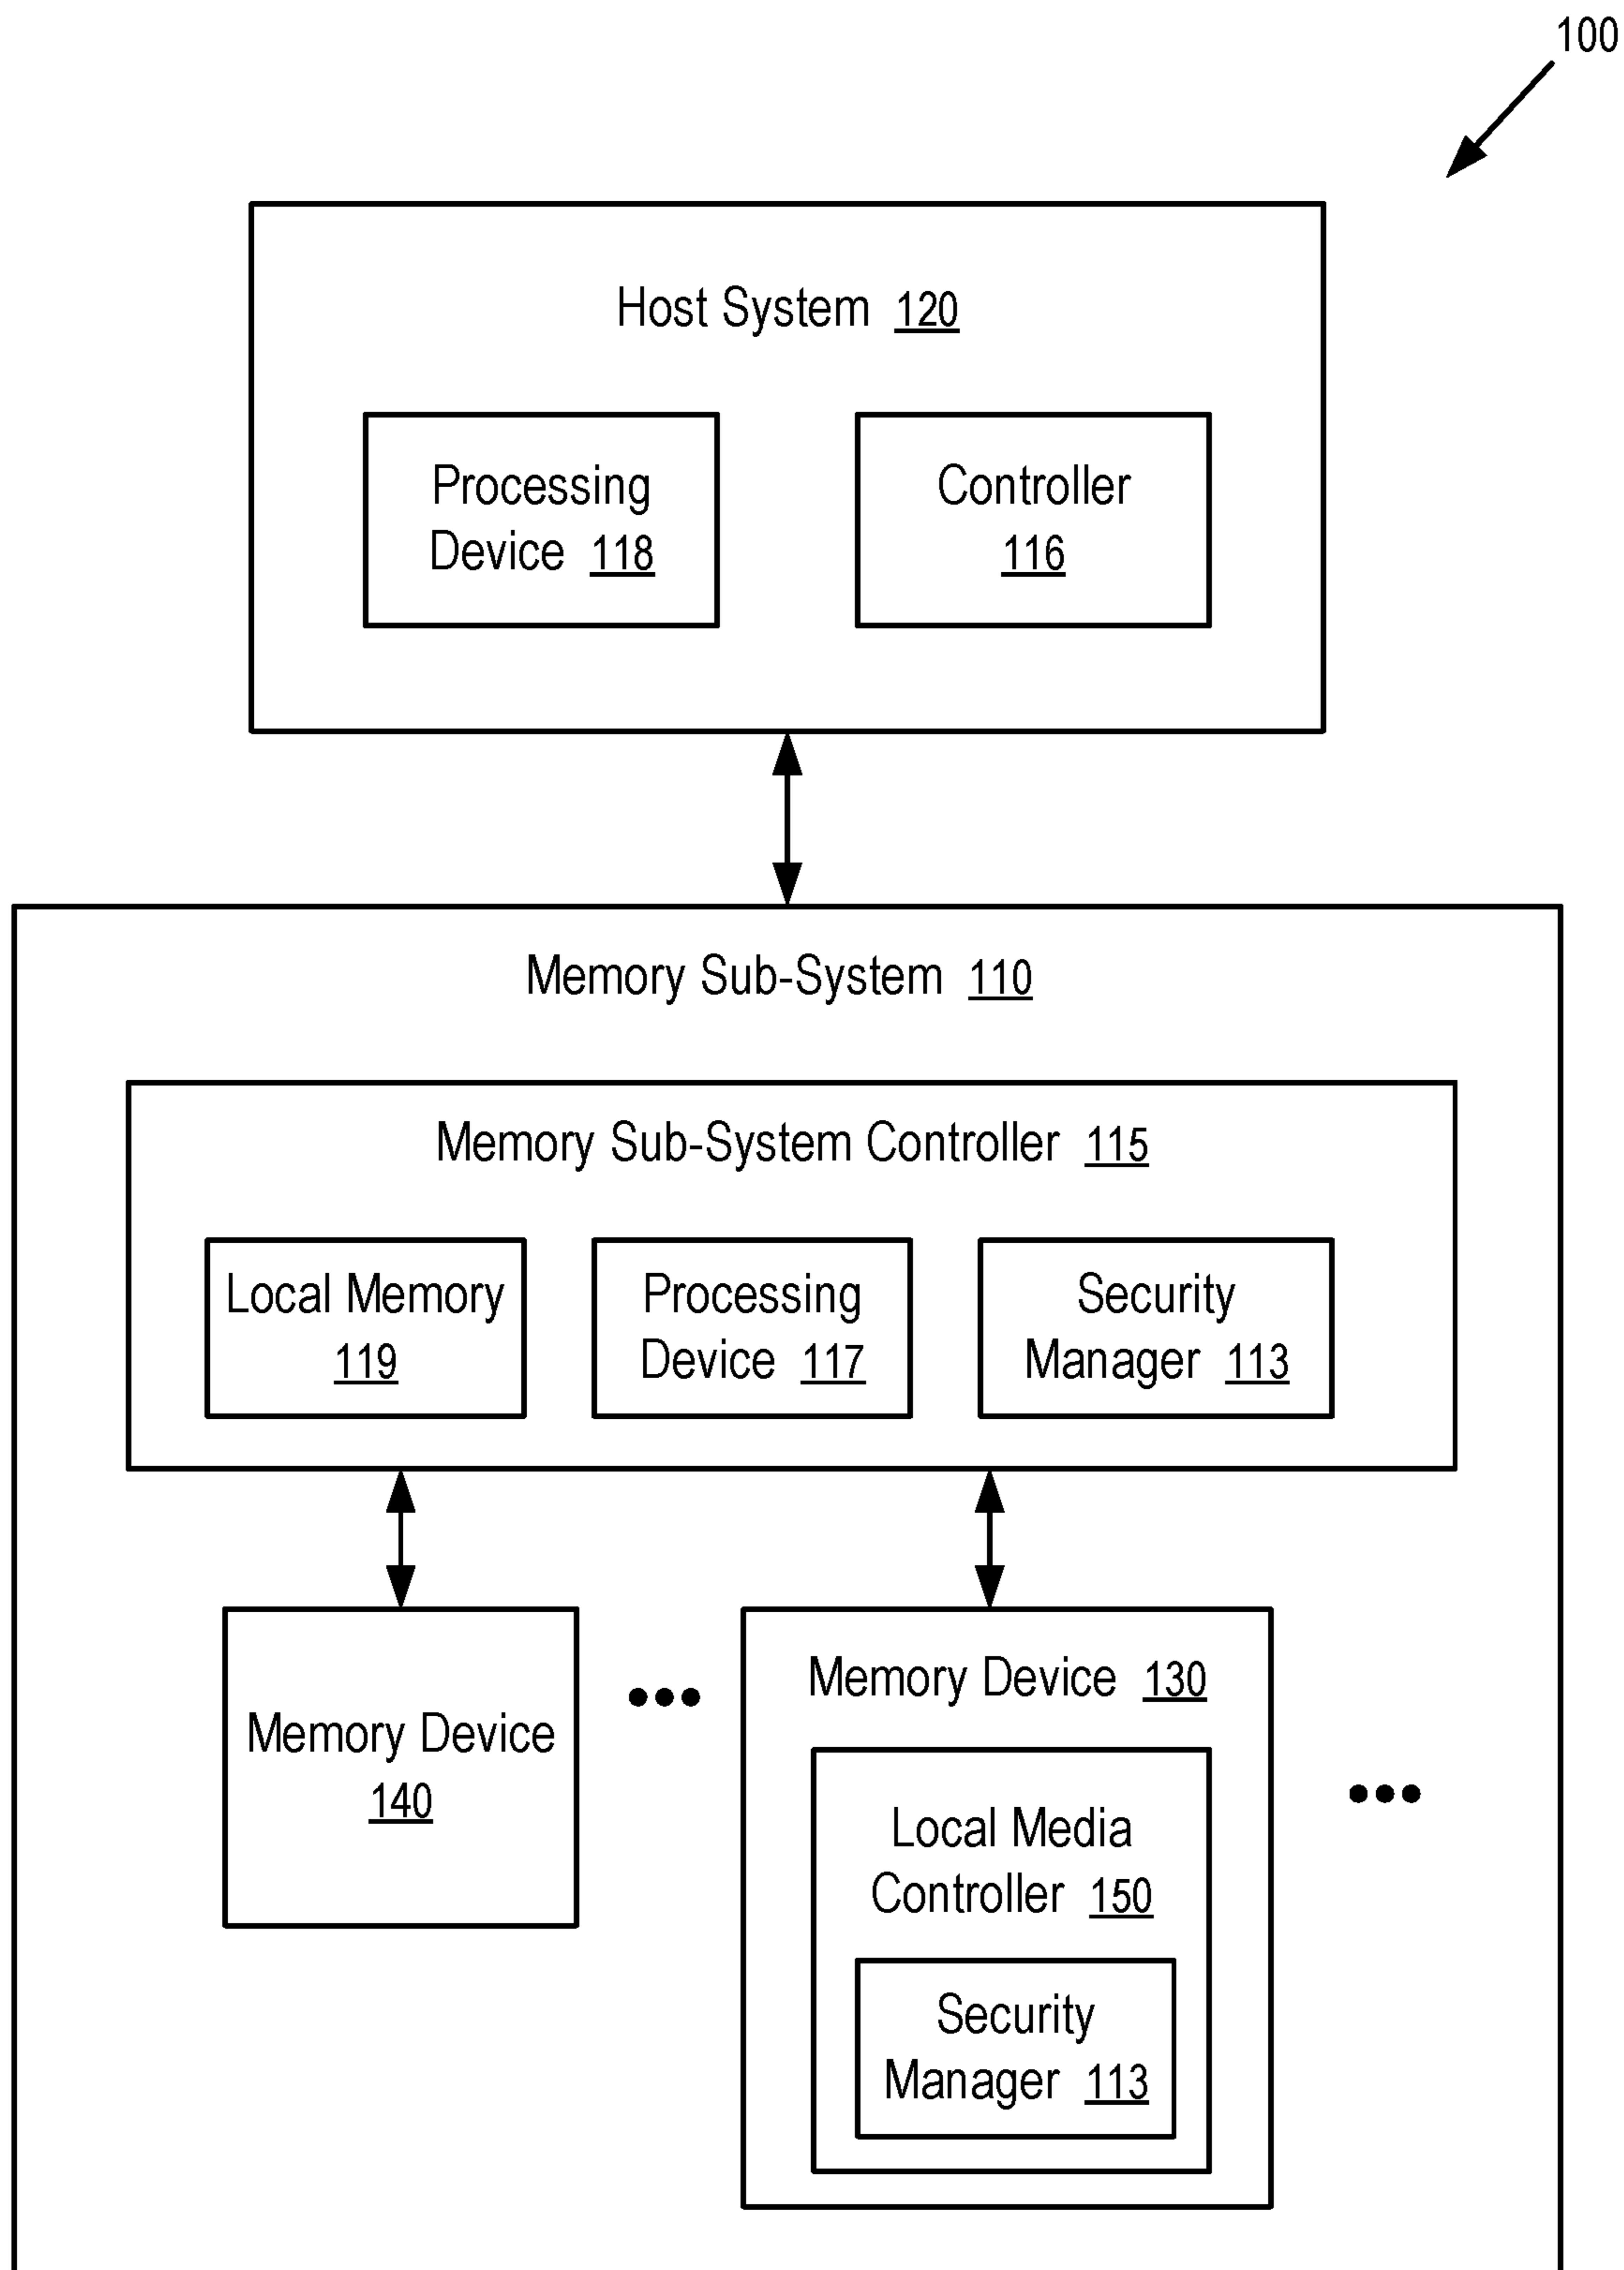 100
Host System 120
Processing
Device 118
Controller
116
Memory Sub-System 110
Memory Sub-System Controller 115
Local Memory
119
Processing
Device 117
Security
Manager 113
Memory Device
140
Memory Device 130
Local Media
Controller 150
Security
Manager 113